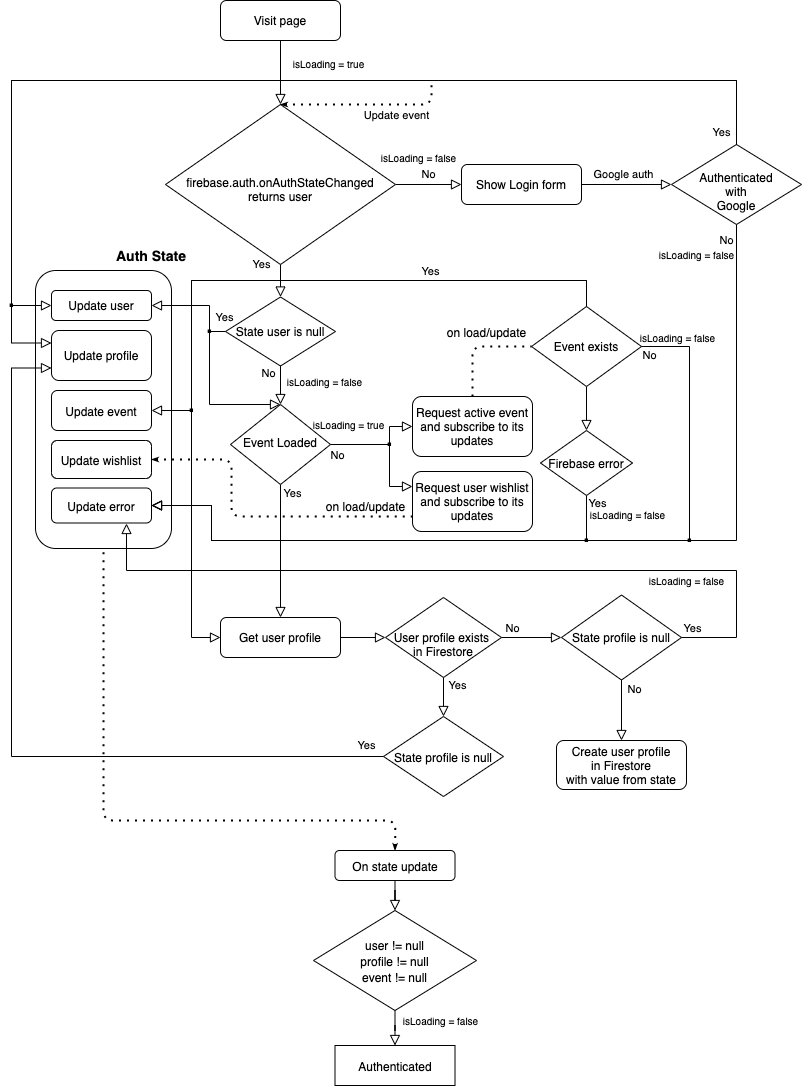 Visit page
isLoading = true
Update event
Yes
isLoading = false
firebase.auth.onAuthStateChanged
returns user
No
Show Login form
Google auth
Authenticated
with
Google
No
isLoading = false
Auth State
Yes
Yes
Update user
Yes
State user is null
on load/update
Event exists
isLoading = false
No
Update profile
No
isLoading = false
Update event
isLoading = true
Event Loaded
No
Request active event
and subscribe to its
updates
Update wishlist
Firebase error
Yes
Request user wishlist
and subscribe to its
updates
on load/update
Yes
isLoading = false
Update error
isLoading = false
Get user profile
User profile exists
in Firestore
No
State profile is null
Yes
Yes
No
Yes
State profile is null
Create user profile
in Firestore
with value from state
On state update
user != null
profile != null
event != null
isLoading = false
Authenticated